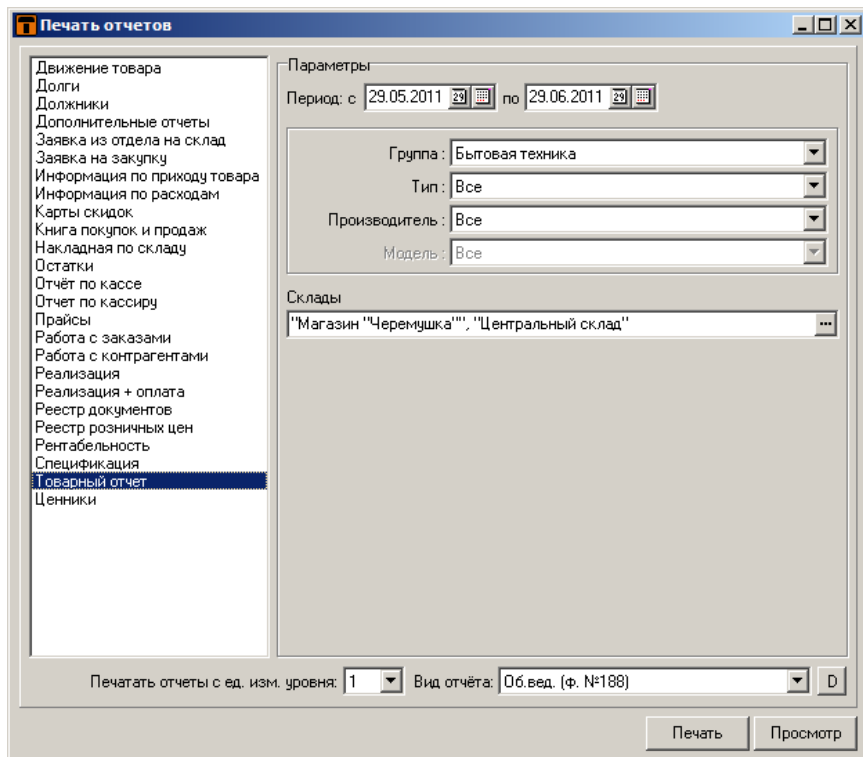 Печать отчетов
Движение товара
Долги
Должники
Дополнительные отчеты
Заявка из отдела на склад
Заявка на закупку
Информация по приходу товара
Информация по расходам
Карты скидок
Книга покупок и продаж
Накладная по складу
Остатки
Отчёт по кассе
Отчет по кассиру
Прайсы
Работа с заказами
Работа с контрагентами
Реализация
Реализация + оплата
Реестр документов
Реестр розничных цен
Рентабельность
Спецификация
Товарный отчет
Ценники
Параметры
Период: с 29.05.2011 29 по 29.06.2011 29
Группа : Бытовая техника
Тип : Все
Производитель : Все
Модель : Все
Склады
"Магазин "Черемушка"", "Центральный склад" ...
Печатать отчеты с ед. изм. уровня: 1 Вид отчёта: Об.вед. (ф. №188) D
Печать Просмотр